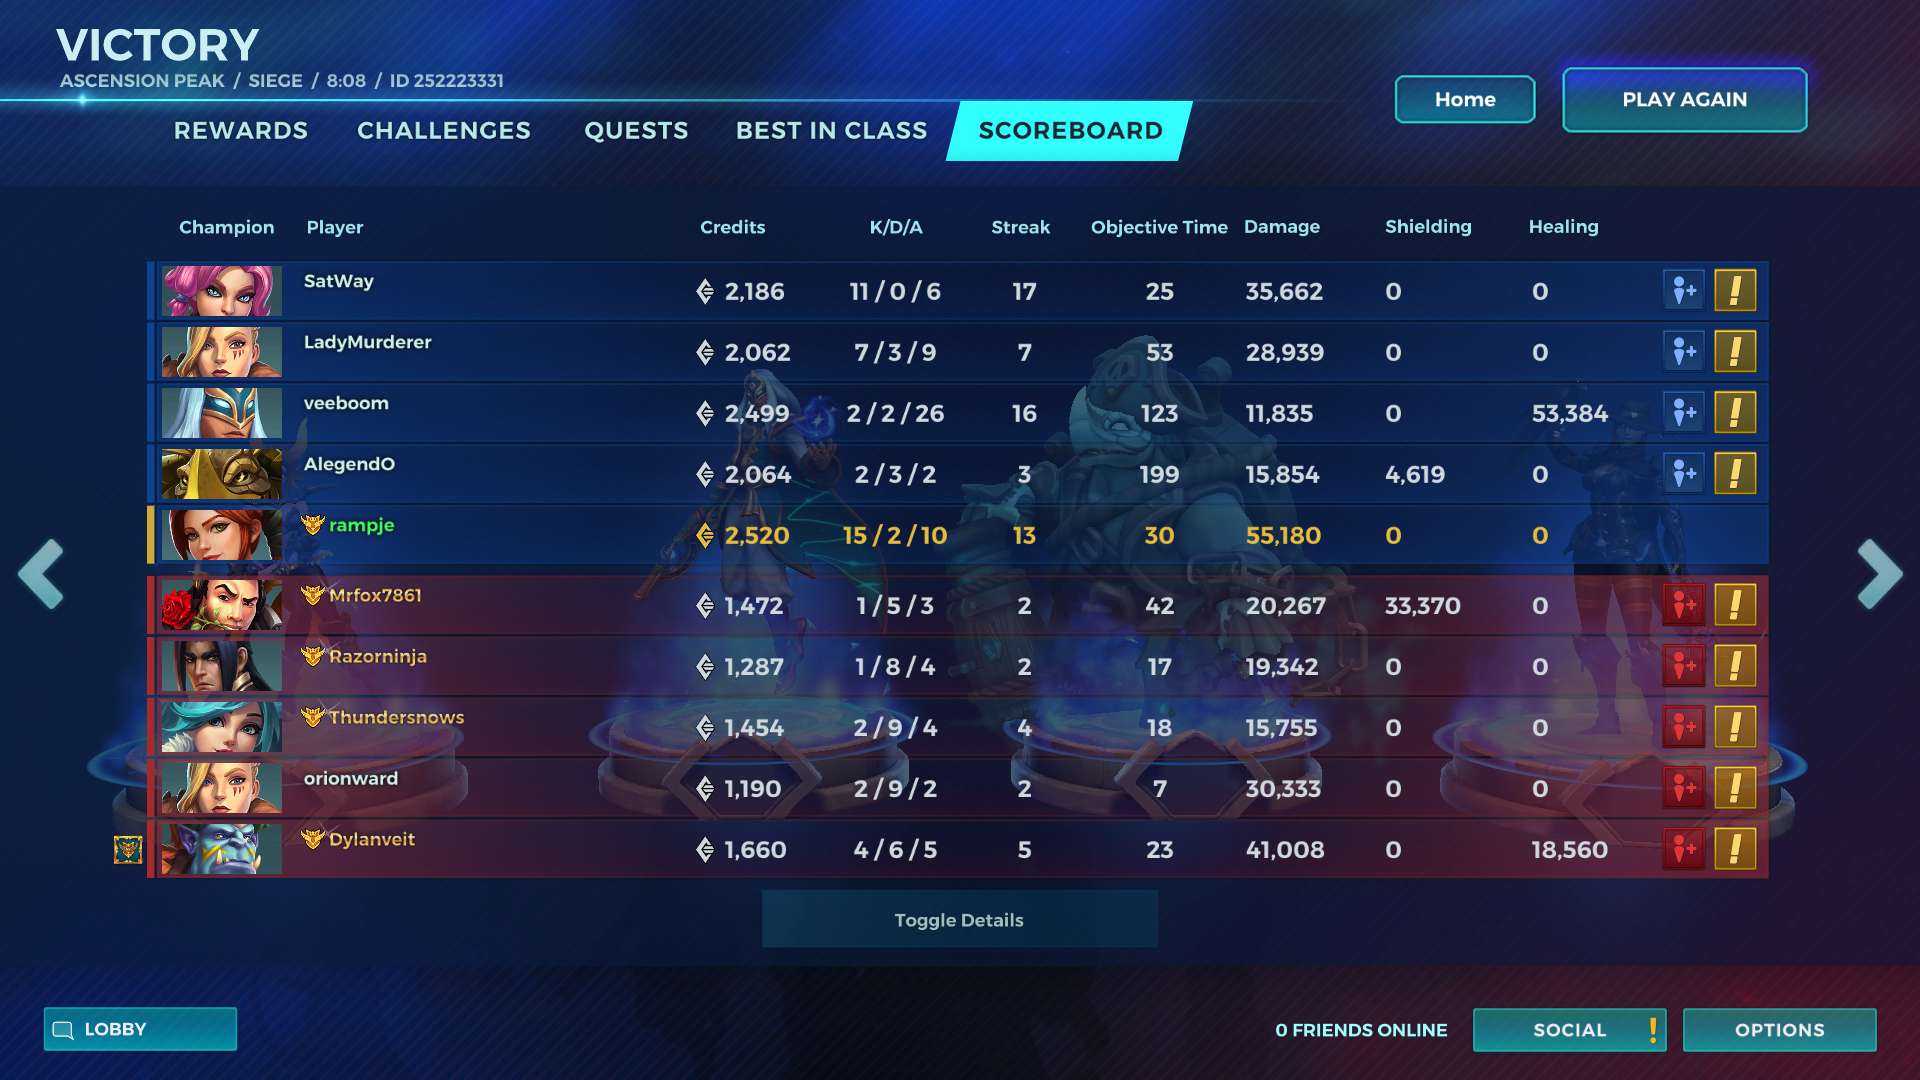 VICTORY
ASCENSION PEAK / SIEGE / 8:08 / ID 252223331
Home
PLAY AGAIN
REWARDS CHALLENGES QUESTS BEST IN CLASS SCOREBOARD
Champion Player Credits K/D/A Streak Objective Time Damage Shielding Healing
SatWay 2,186 11 / 0 / 6 17 25 35,662 0 0
LadyMurderer 2,062 7 / 3 / 9 7 53 28,939 0 0
veeboom 2,499 2 / 2 / 26 16 123 11,835 0 53,384
AlegendO 2,064 2 / 3 / 2 3 199 15,854 4,619 0
rampje 2,520 15 / 2 / 10 13 30 55,180 0 0
Mrfox7861 1,472 1 / 5 / 3 2 42 20,267 33,370 0
Razorninja 1,287 1 / 8 / 4 2 17 19,342 0 0
Thundersnows 1,454 2 / 9 / 4 4 18 15,755 0 0
orionward 1,190 2 / 9 / 2 2 7 30,333 0 0
Dylanveit 1,660 4 / 6 / 5 5 23 41,008 0 18,560
Toggle Details
LOBBY
0 FRIENDS ONLINE
SOCIAL !
OPTIONS